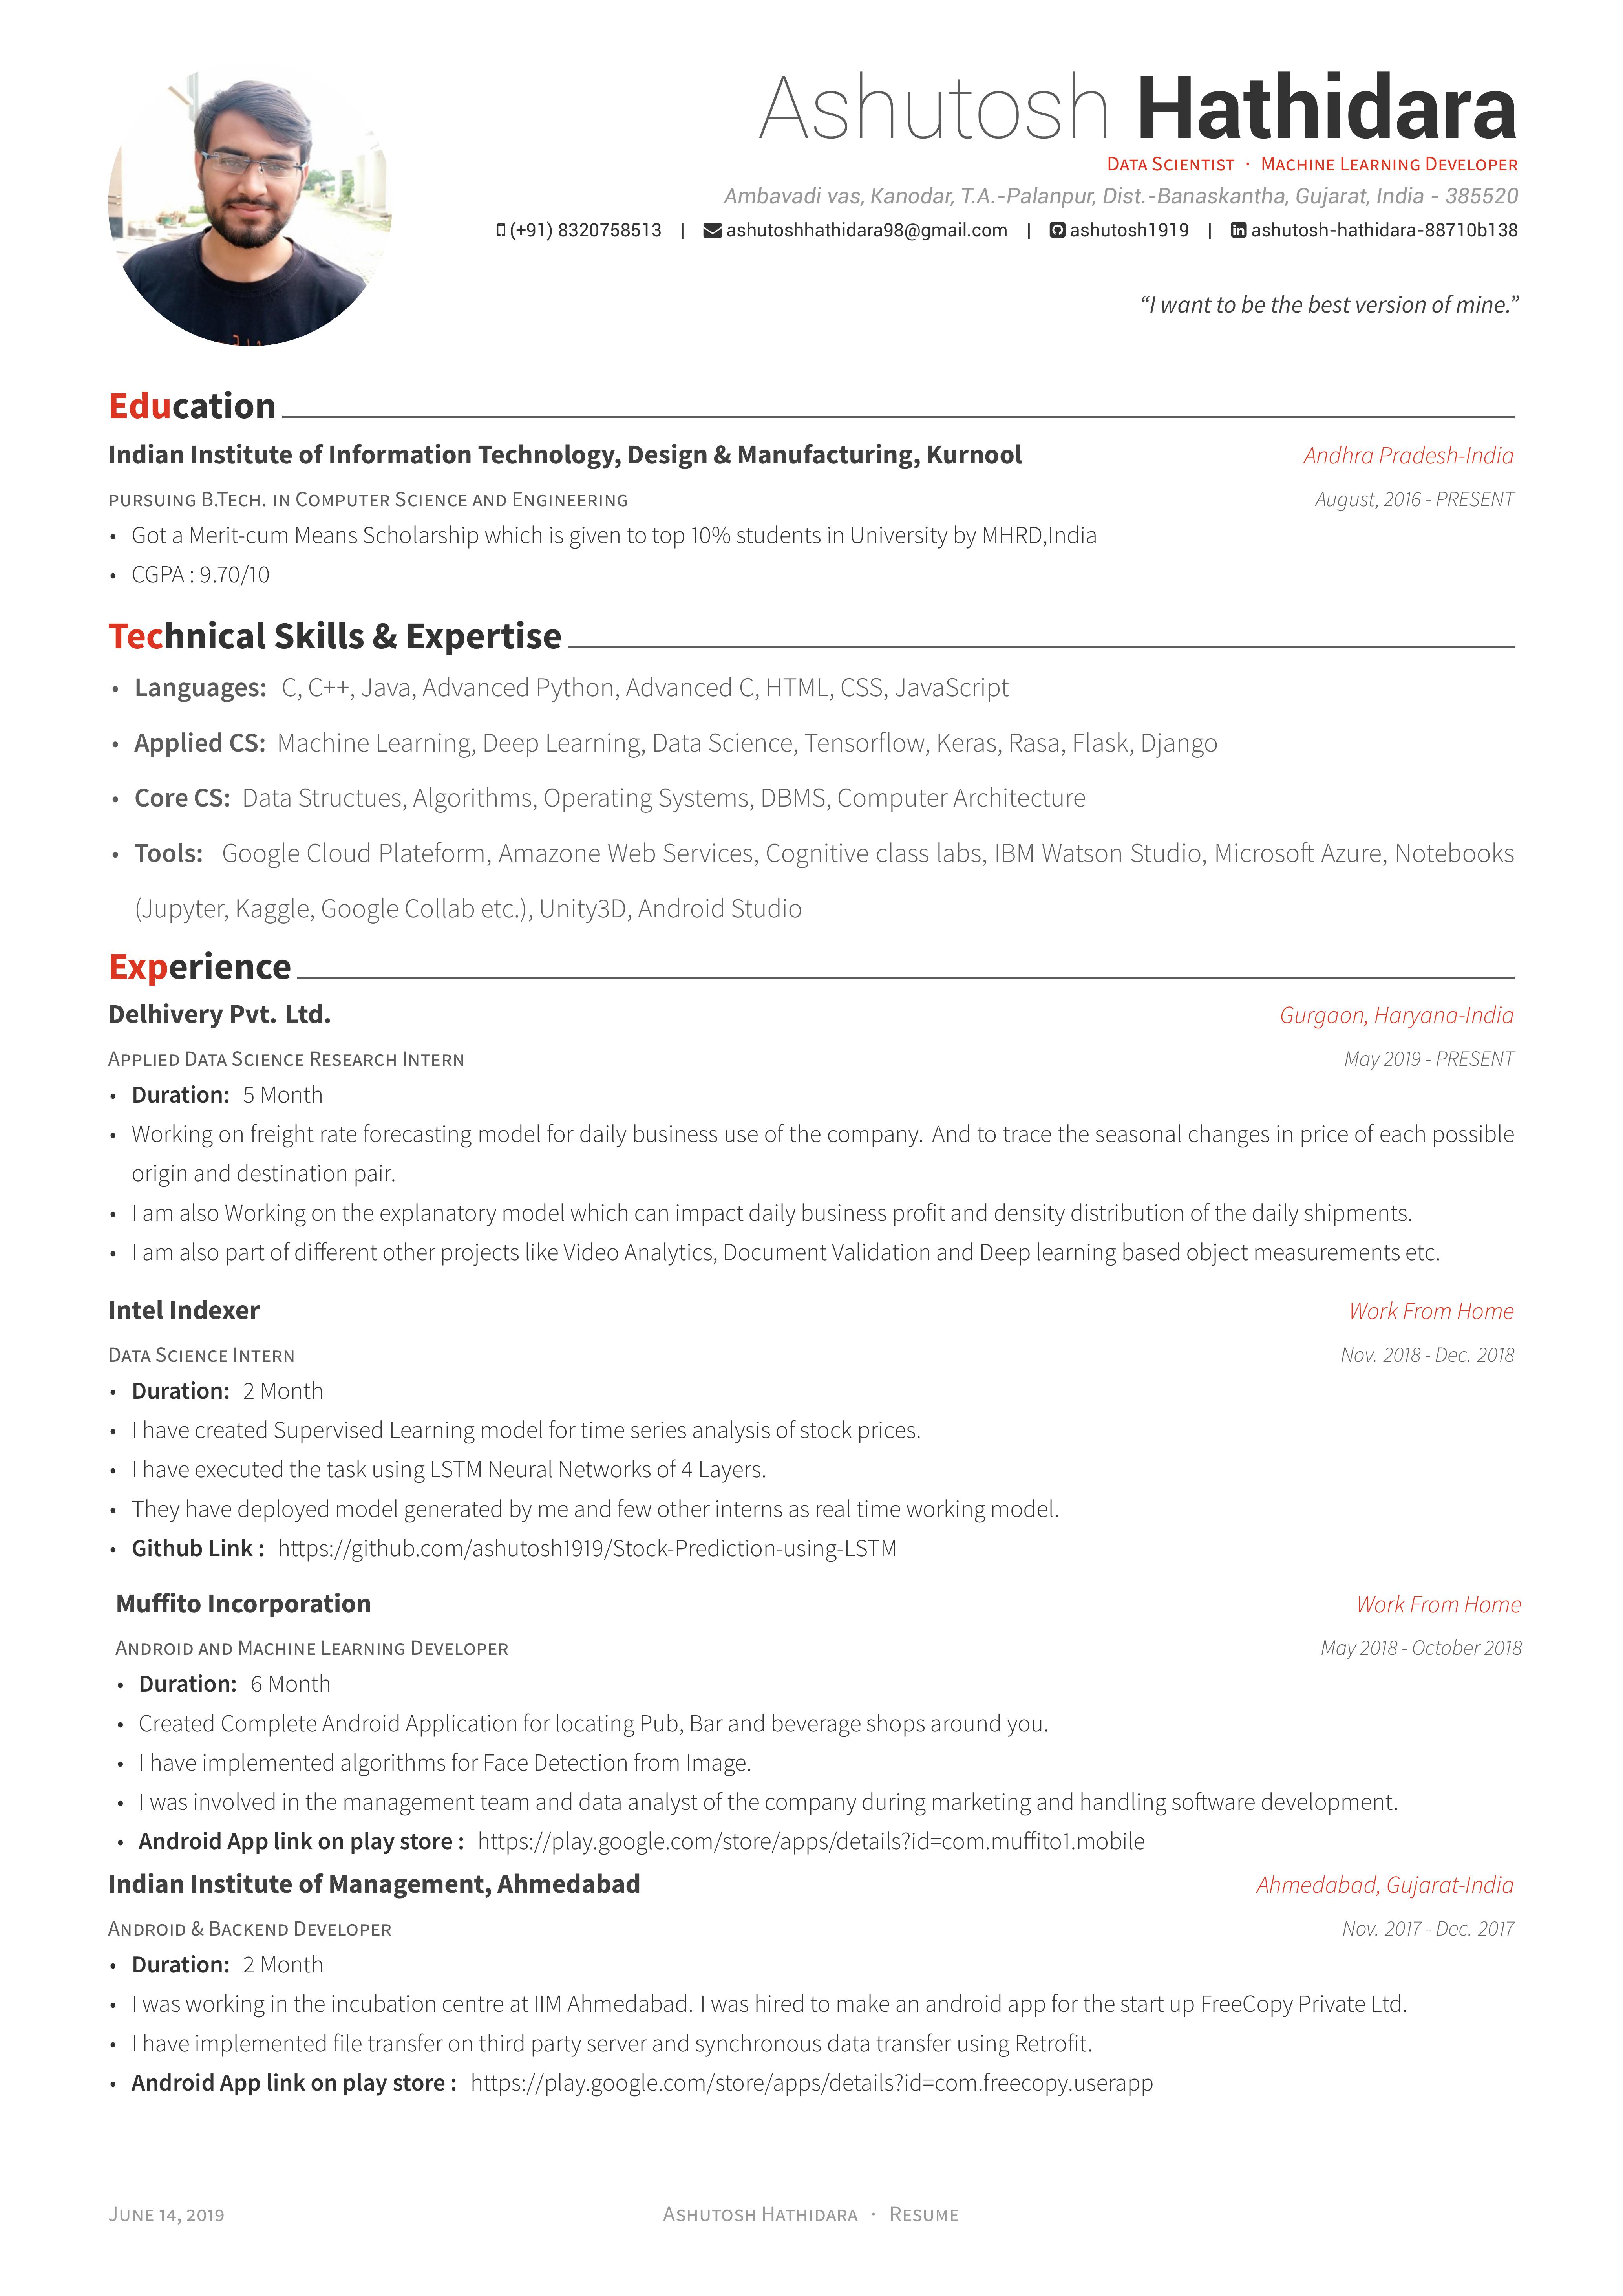 Ashutosh Hathidara
Data Scientist · Machine Learning Developer
Ambavadi vas, Kanodar, T.A.-Palanpur, Dist.-Banaskantha, Gujarat, India - 385520
(+91) 8320758513 | ashutoshhathidara98@gmail.com | ashutosh1919 | ashutosh-hathidara-88710b138
“I want to be the best version of mine.”
Education
Indian Institute of Information Technology, Design & Manufacturing, Kurnool Andhra Pradesh-India
pursuing B.Tech. in Computer Science and Engineering August, 2016 - PRESENT
• Got a Merit-cum Means Scholarship which is given to top 10% students in University by MHRD,India
• CGPA : 9.70/10
Technical Skills & Expertise
• Languages: C, C++, Java, Advanced Python, Advanced C, HTML, CSS, JavaScript
• Applied CS: Machine Learning, Deep Learning, Data Science, Tensorflow, Keras, Rasa, Flask, Django
• Core CS: Data Structues, Algorithms, Operating Systems, DBMS, Computer Architecture
• Tools: Google Cloud Plateform, Amazone Web Services, Cognitive class labs, IBM Watson Studio, Microsoft Azure, Notebooks
(Jupyter, Kaggle, Google Collab etc.), Unity3D, Android Studio
Experience
Delhivery Pvt. Ltd. Gurgaon, Haryana-India
Applied Data Science Research Intern May 2019 - PRESENT
• Duration: 5 Month
• Working on freight rate forecasting model for daily business use of the company. And to trace the seasonal changes in price of each possible
origin and destination pair.
• I am also Working on the explanatory model which can impact daily business profit and density distribution of the daily shipments.
• I am also part of different other projects like Video Analytics, Document Validation and Deep learning based object measurements etc.
Intel Indexer Work From Home
Data Science Intern Nov. 2018 - Dec. 2018
• Duration: 2 Month
• I have created Supervised Learning model for time series analysis of stock prices.
• I have executed the task using LSTM Neural Networks of 4 Layers.
• They have deployed model generated by me and few other interns as real time working model.
• Github Link : https://github.com/ashutosh1919/Stock-Prediction-using-LSTM
Muffito Incorporation Work From Home
Android and Machine Learning Developer May 2018 - October 2018
• Duration: 6 Month
• Created Complete Android Application for locating Pub, Bar and beverage shops around you.
• I have implemented algorithms for Face Detection from Image.
• I was involved in the management team and data analyst of the company during marketing and handling software development.
• Android App link on play store : https://play.google.com/store/apps/details?id=com.muffito1.mobile
Indian Institute of Management, Ahmedabad Ahmedabad, Gujarat-India
Android & Backend Developer Nov. 2017 - Dec. 2017
• Duration: 2 Month
• I was working in the incubation centre at IIM Ahmedabad. I was hired to make an android app for the start up FreeCopy Private Ltd.
• I have implemented file transfer on third party server and synchronous data transfer using Retrofit.
• Android App link on play store : https://play.google.com/store/apps/details?id=com.freecopy.userapp
June 14, 2019 Ashutosh Hathidara · Resume